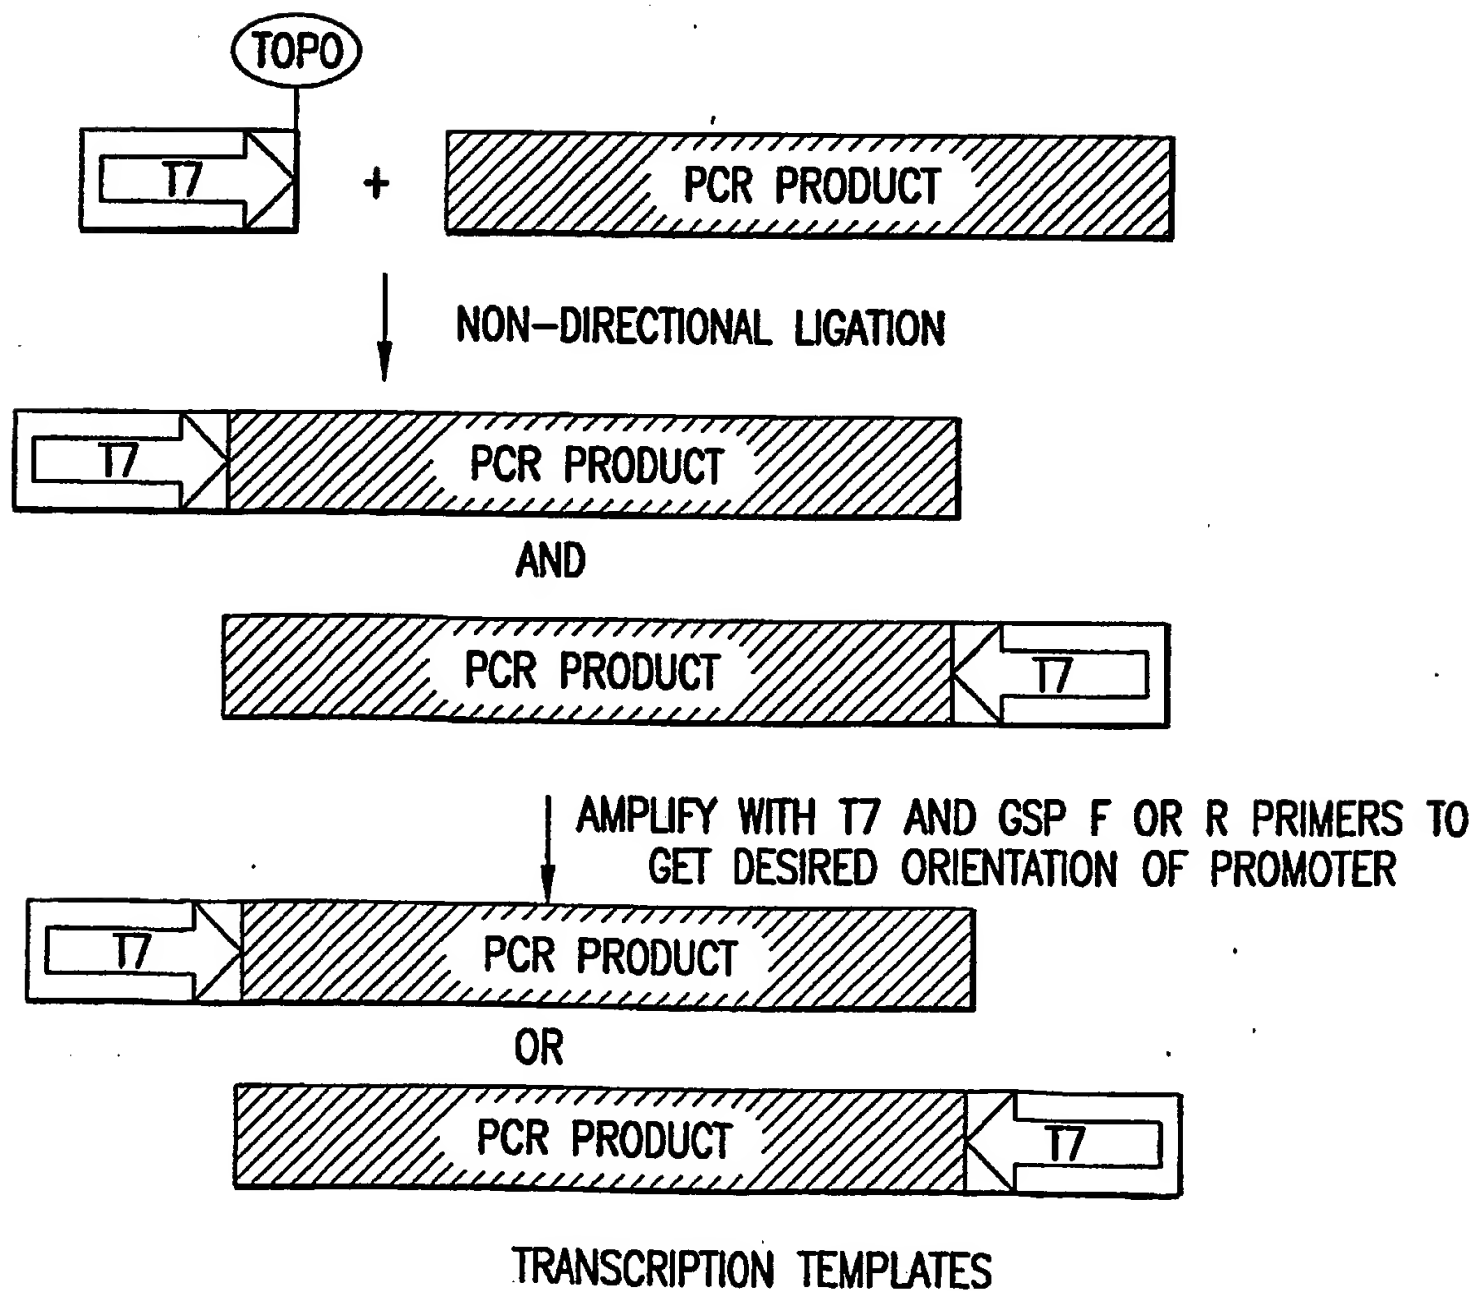 TOPO
T7
+
PCR PRODUCT
NON-DIRECTIONAL LIGATION
T7
PCR PRODUCT
AND
PCR PRODUCT
T7
AMPLIFY WITH T7 AND GSP F OR R PRIMERS TO
GET DESIRED ORIENTATION OF PROMOTER
T7
PCR PRODUCT
OR
PCR PRODUCT
T7
TRANSCRIPTION TEMPLATES